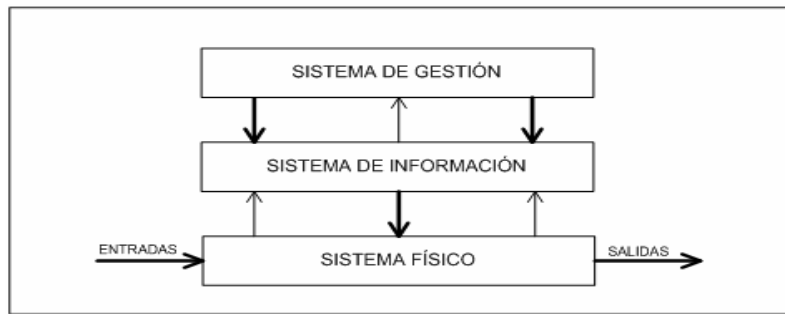 SISTEMA DE GESTIÓN
SISTEMA DE INFORMACIÓN
ENTRADAS
SISTEMA FÍSICO
SALIDAS